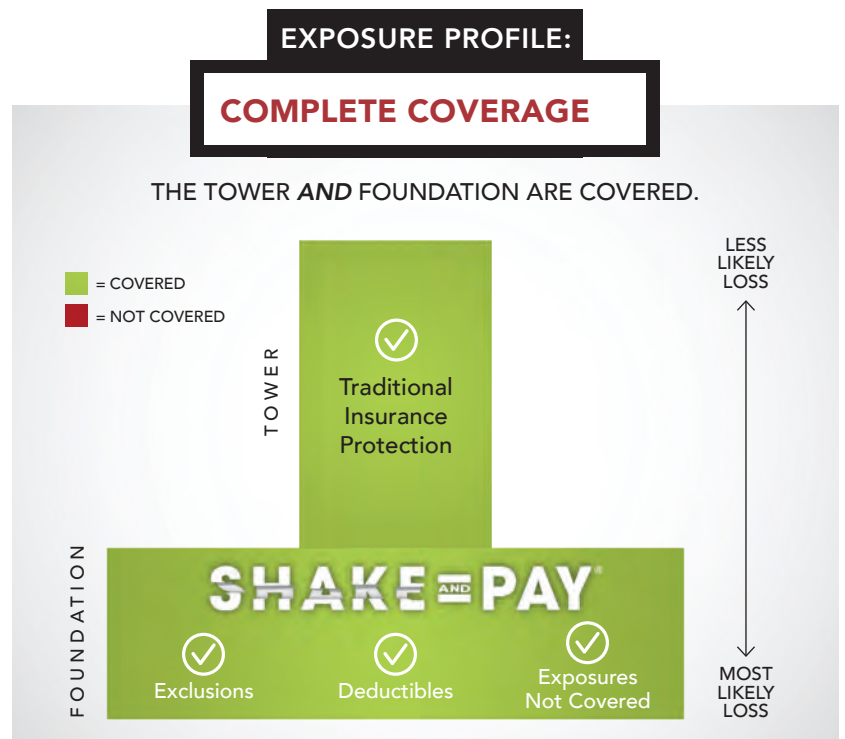 EXPOSURE PROFILE:
COMPLETE COVERAGE
THE TOWER AND FOUNDATION ARE COVERED.
= COVERED
= NOT COVERED
TOWER
Traditional
Insurance
Protection
LESS
LIKELY
LOSS
FOUNDATION
SHAKE AND PAY®
Exclusions
Deductibles
Exposures
Not Covered
MOST
LIKELY
LOSS